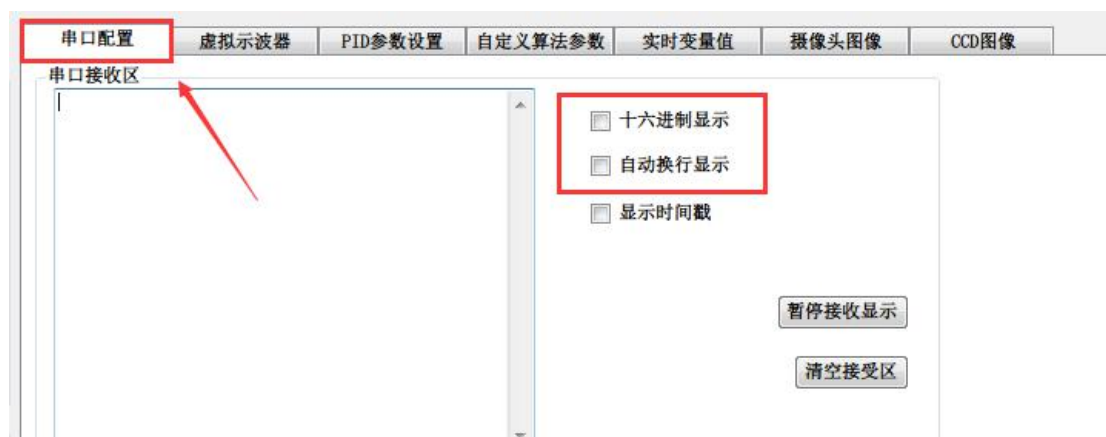 串口配置 虚拟示波器 PID参数设置 自定义算法参数 实时变量值 摄像头图像 CCD图像
串口接收区
十六进制显示
自动换行显示
显示时间戳
暂停接收显示
清空接受区